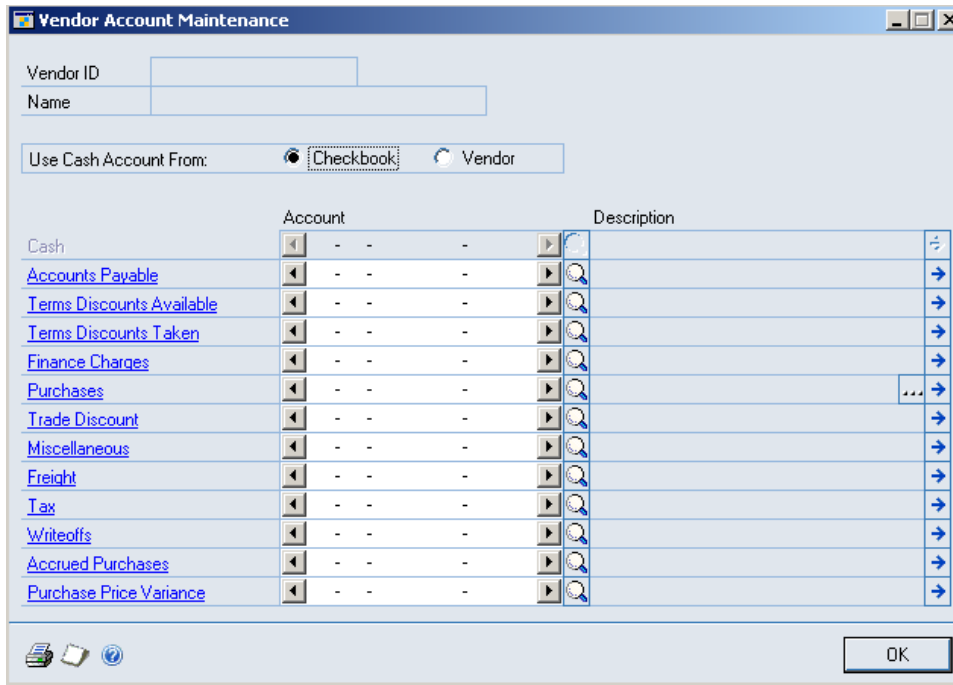 Vendor Account Maintenance
Vendor ID
Name
Use Cash Account From: Checkbook Vendor
Account Description
Cash - - -
Accounts Payable - - -
Terms Discounts Available - - -
Terms Discounts Taken - - -
Finance Charges - - -
Purchases - - - ...
Trade Discount - - -
Miscellaneous - - -
Freight - - -
Tax - - -
Writeoffs - - -
Accrued Purchases - - -
Purchase Price Variance - - -
OK